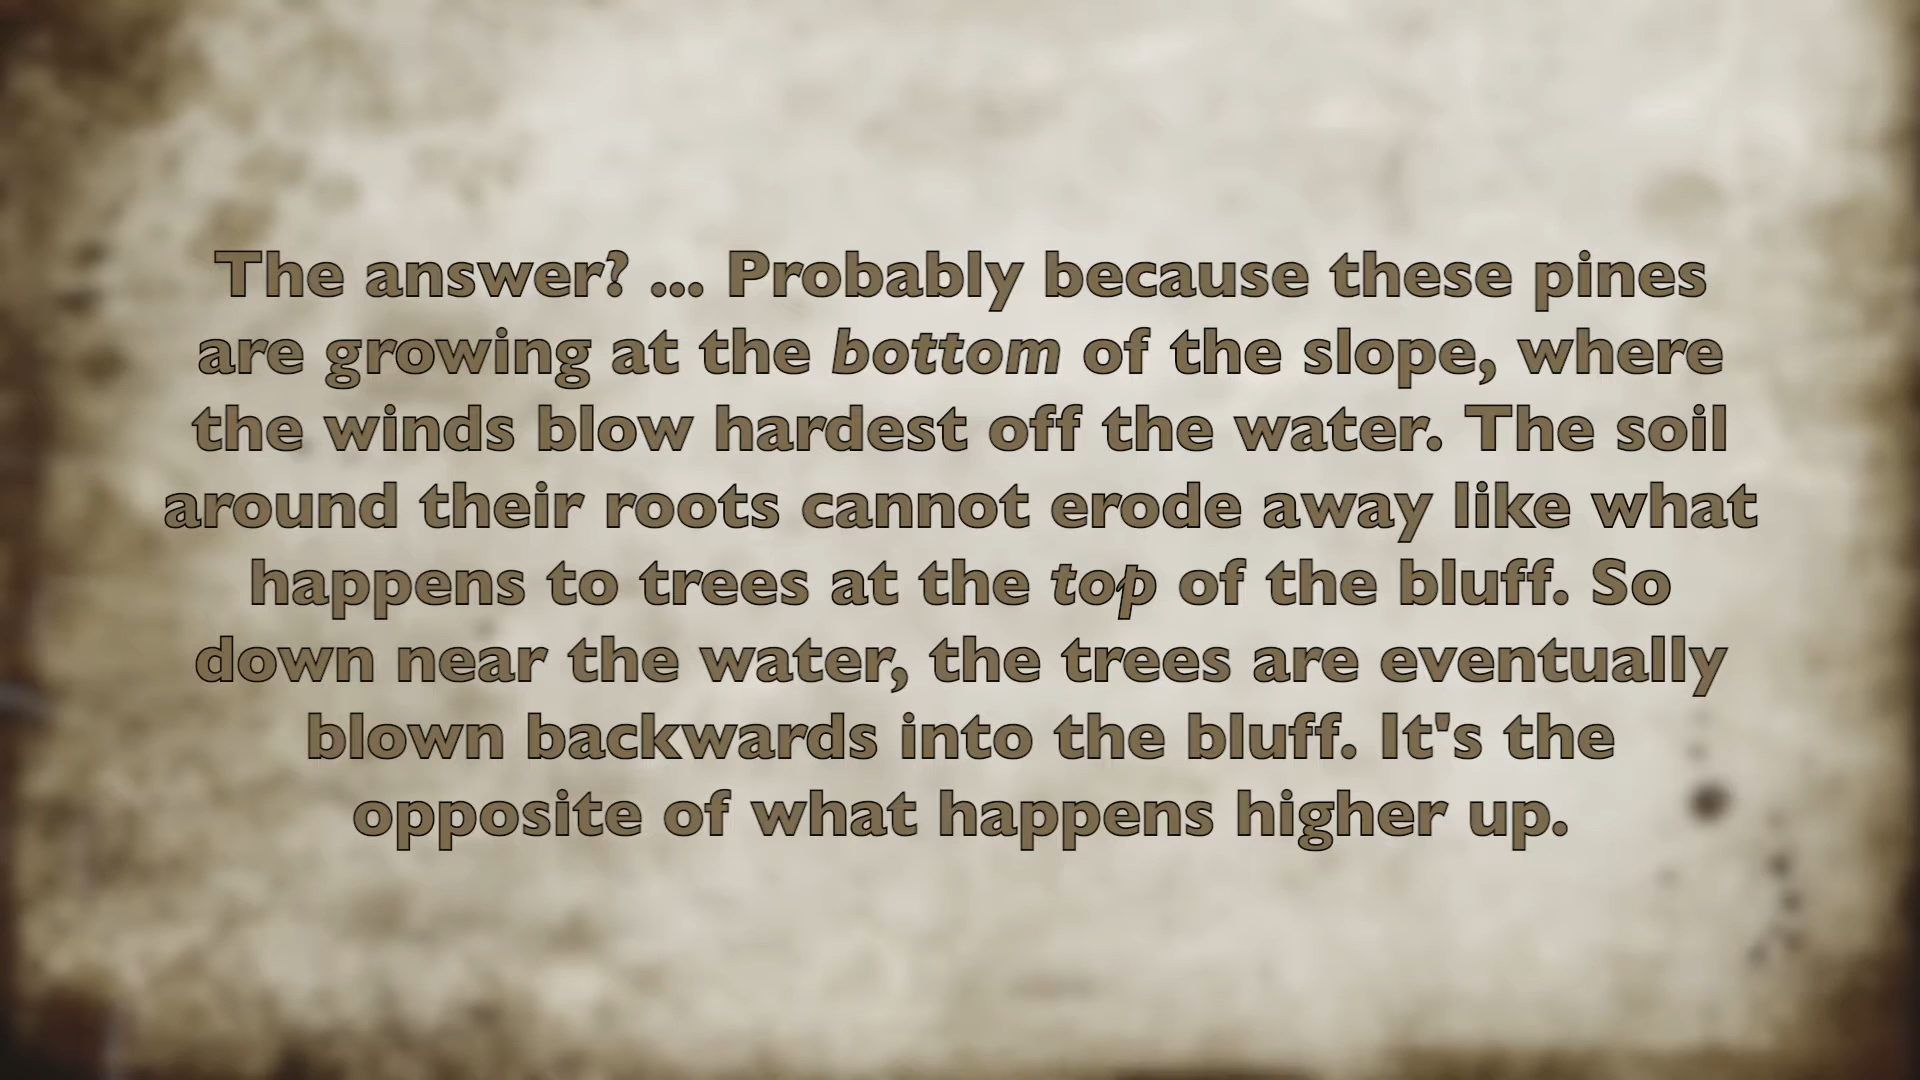 The answer? ... Probably because these pines
are growing at the bottom of the slope, where
the winds blow hardest off the water. The soil
around their roots cannot erode away like what
happens to trees at the top of the bluff. So
down near the water, the trees are eventually
blown backwards into the bluff. It's the
opposite of what happens higher up.